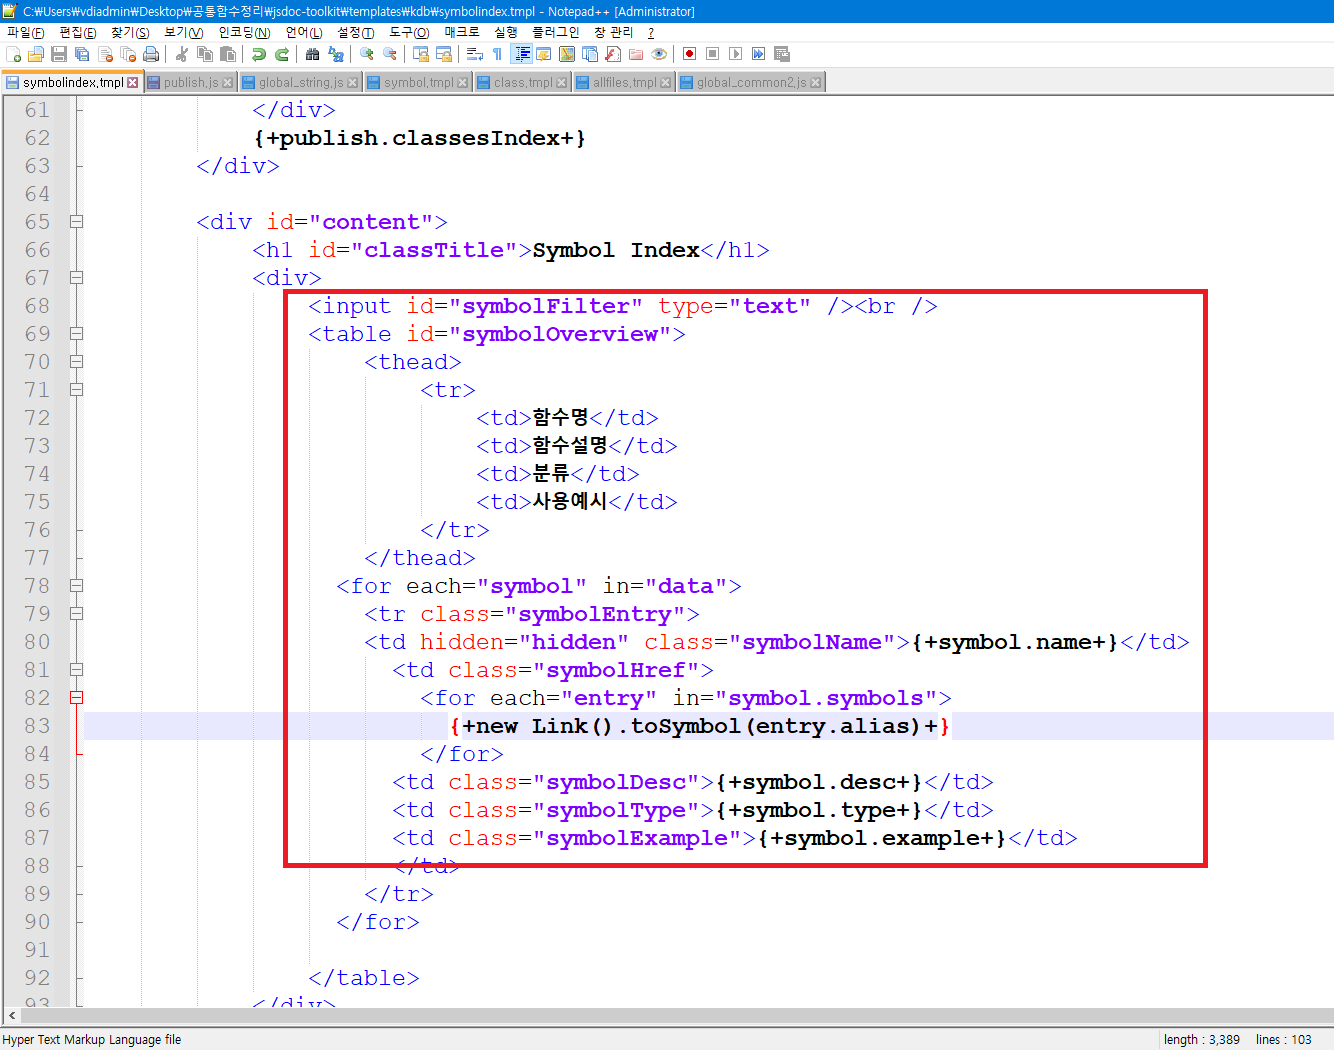 C:₩Users₩vdiadmin₩Desktop₩공통함수정리₩jsdoc-toolkit₩templates₩kdb₩symbolindex.tmpl - Notepad++ [Administrator]
파일(F) 편집(E) 찾기(S) 보기(V) 인코딩(N) 언어(L) 설정(T) 도구(O) 매크로 실행 플러그인 창 관리 ?
symbolindex.tmpl publish.js global_string.js symbol.tmpl class.tmpl allfiles.tmpl global_common2.js
61 </div>
62 {+publish.classesIndex+}
63 </div>
64
65 <div id="content">
66 <h1 id="classTitle">Symbol Index</h1>
67 <div>
68 <input id="symbolFilter" type="text" /><br />
69 <table id="symbolOverview">
70 <thead>
71 <tr>
72 <td>함수명</td>
73 <td>함수설명</td>
74 <td>분류</td>
75 <td>사용예시</td>
76 </tr>
77 </thead>
78 <for each="symbol" in="data">
79 <tr class="symbolEntry">
80 <td hidden="hidden" class="symbolName">{+symbol.name+}</td>
81 <td class="symbolHref">
82 <for each="entry" in="symbol.symbols">
83 {+new Link().toSymbol(entry.alias)+}
84 </for>
85 <td class="symbolDesc">{+symbol.desc+}</td>
86 <td class="symbolType">{+symbol.type+}</td>
87 <td class="symbolExample">{+symbol.example+}</td>
88 </td>
89 </tr>
90 </for>
91
92 </table>
93 </div>
Hyper Text Markup Language file length : 3,389 lines : 103